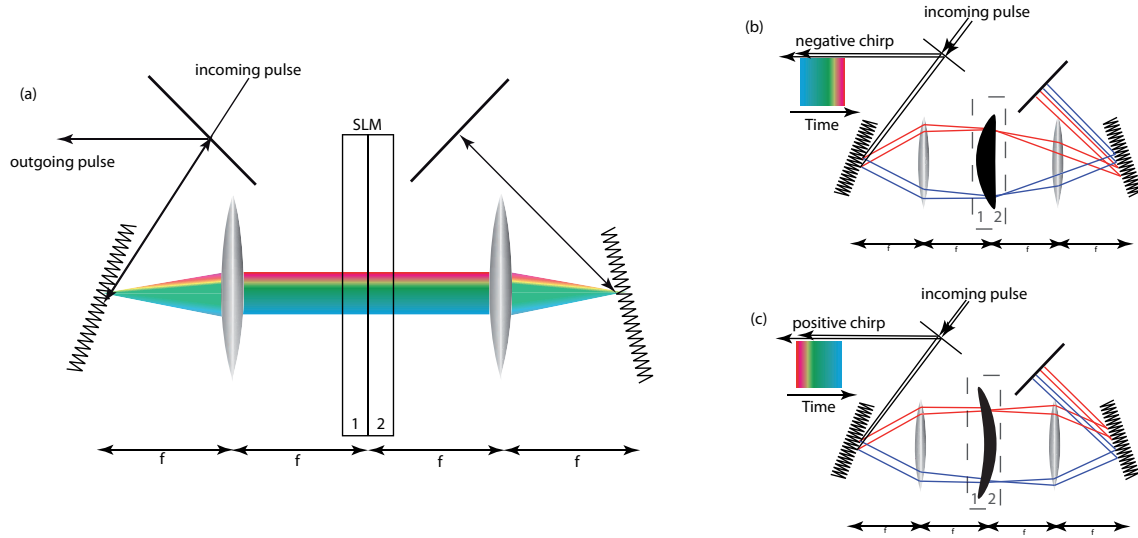 (a)
incoming pulse
outgoing pulse
SLM
1 2
f f f f
(b)
incoming pulse
negative chirp
Time
1 2
f f f f
(c)
incoming pulse
positive chirp
Time
1 2
f f f f